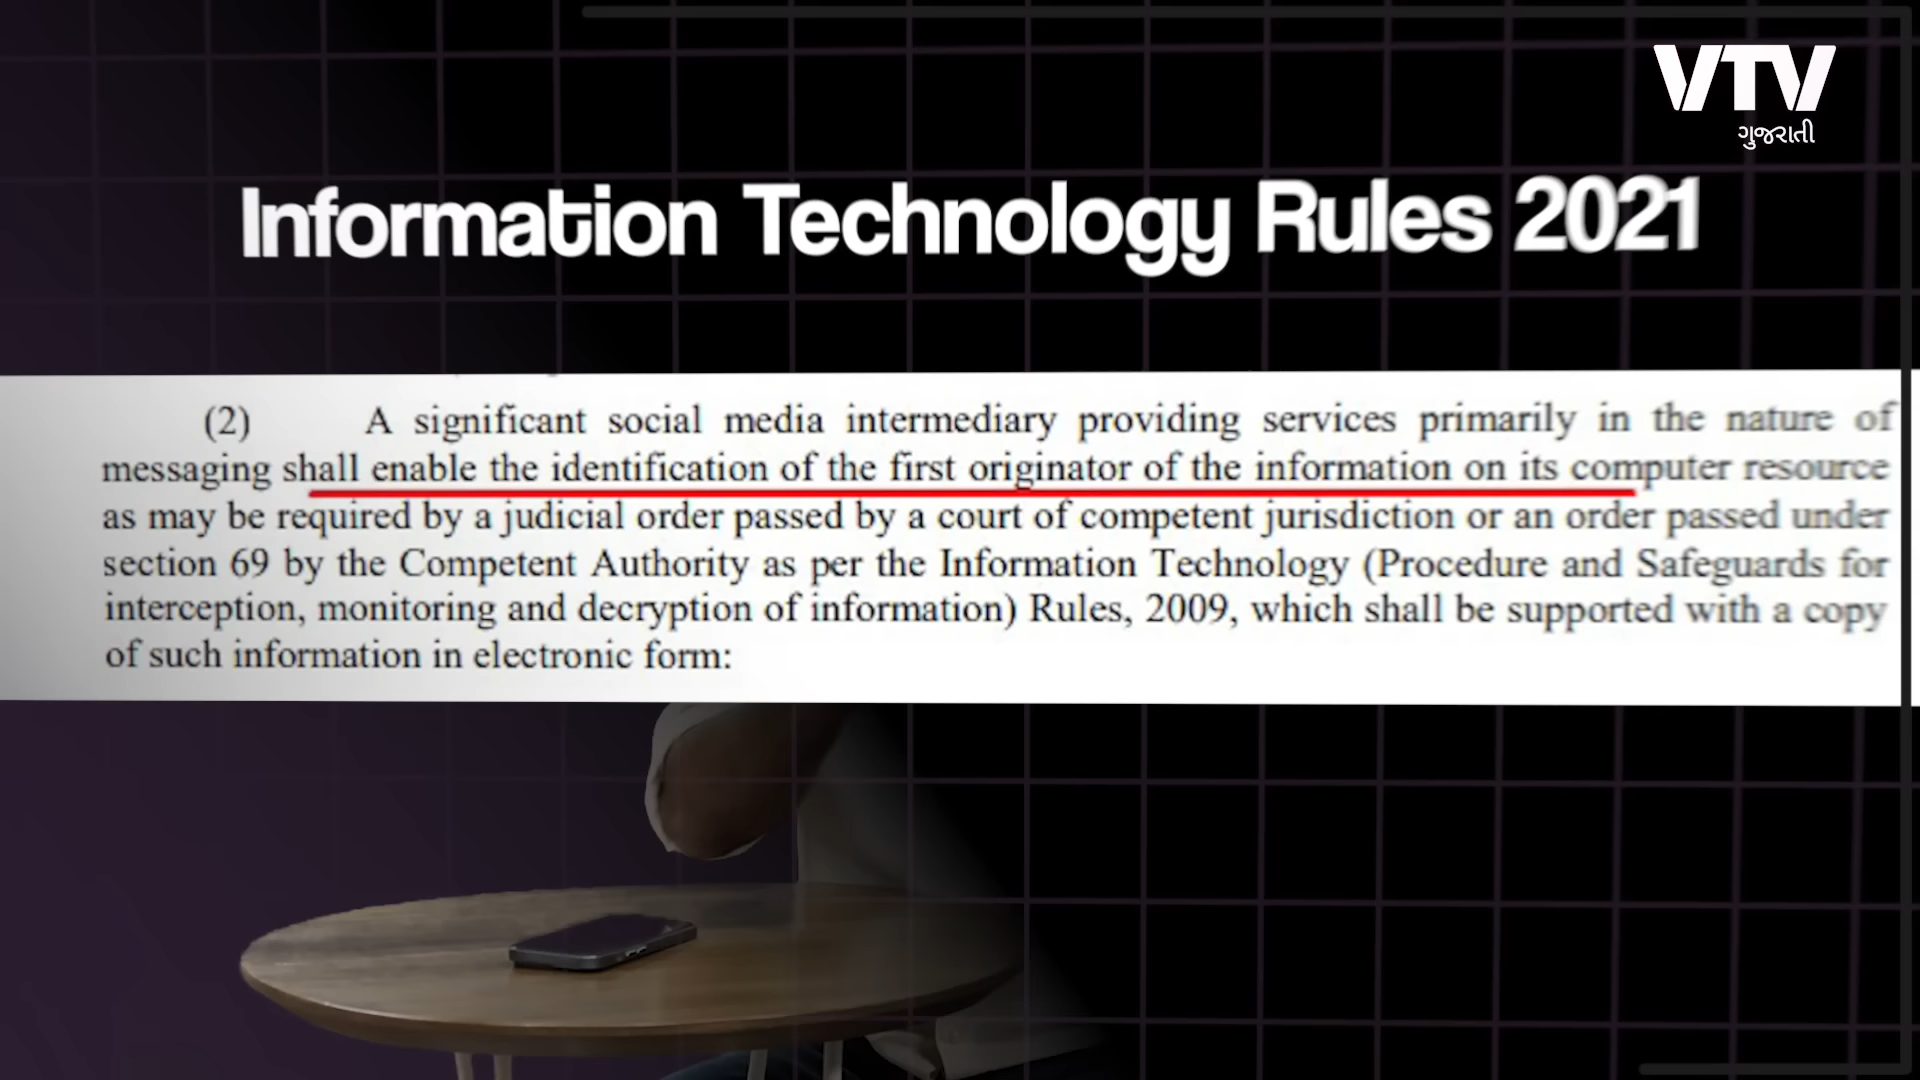 VTV
ગુજરાતી
Information Technology Rules 2021
(2) A significant social media intermediary providing services primarily in the nature of
messaging shall enable the identification of the first originator of the information on its computer resource
as may be required by a judicial order passed by a court of competent jurisdiction or an order passed under
section 69 by the Competent Authority as per the Information Technology (Procedure and Safeguards for
interception, monitoring and decryption of information) Rules, 2009, which shall be supported with a copy
of such information in electronic form: